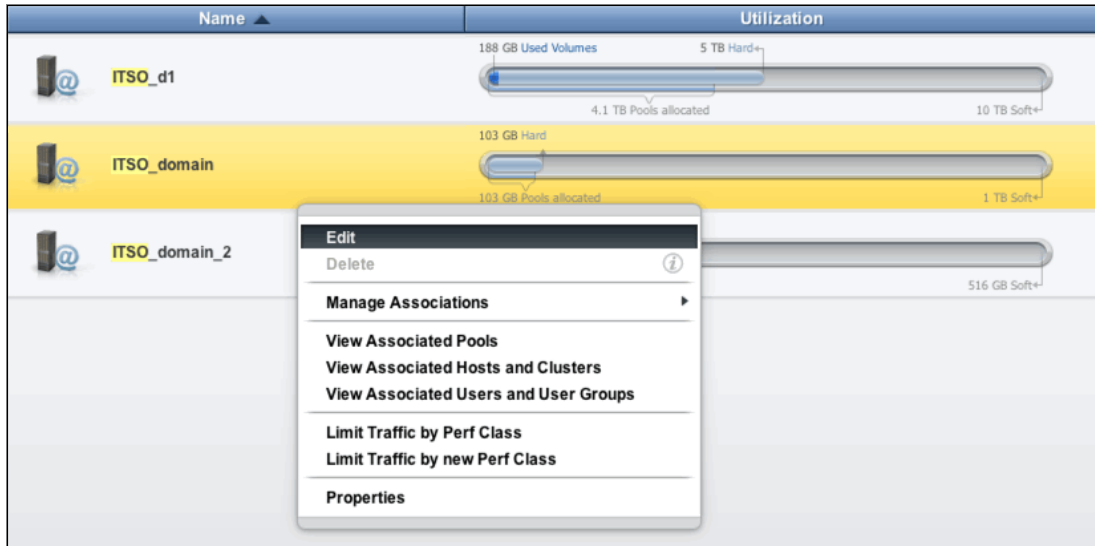 Name Utilization
188 GB Used Volumes 5 TB Hard
ITSO_d1
4.1 TB Pools allocated 10 TB Soft
103 GB Hard
ITSO_domain
103 GB Pools allocated 1 TB Soft
ITSO_domain_2
516 GB Soft
Edit
Delete
Manage Associations
View Associated Pools
View Associated Hosts and Clusters
View Associated Users and User Groups
Limit Traffic by Perf Class
Limit Traffic by new Perf Class
Properties